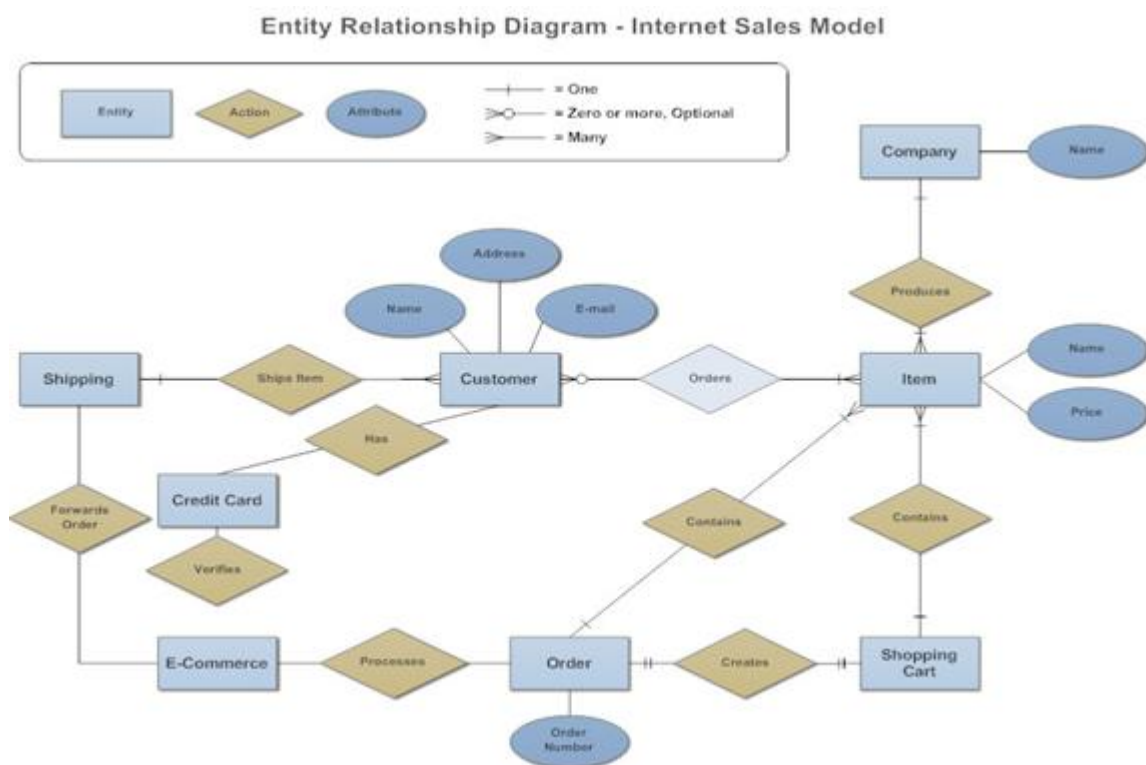 Entity Relationship Diagram - Internet Sales Model
Entity
Action
Attribute
= One
= Zero or more, Optional
= Many
Company
Name
Address
Produces
Name
E-mail
Shipping
Ships Item
Customer
Orders
Item
Name
Price
Has
Credit Card
Forwards
Order
Contains
Contains
Verifies
E-Commerce
Processes
Order
Creates
Shopping
Cart
Order
Number